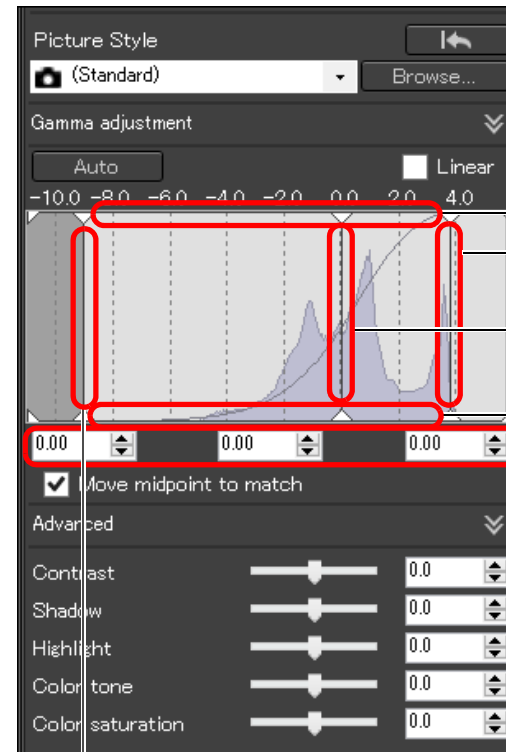 Picture Style
(Standard)
Browse...
Gamma adjustment
Auto
Linear
-10.0 -8.0 -6.0 -4.0 -2.0 0.0 2.0 4.0
0.00 0.00 0.00
Move midpoint to match
Advanced
Contrast 0.0
Shadow 0.0
Highlight 0.0
Color tone 0.0
Color saturation 0.0